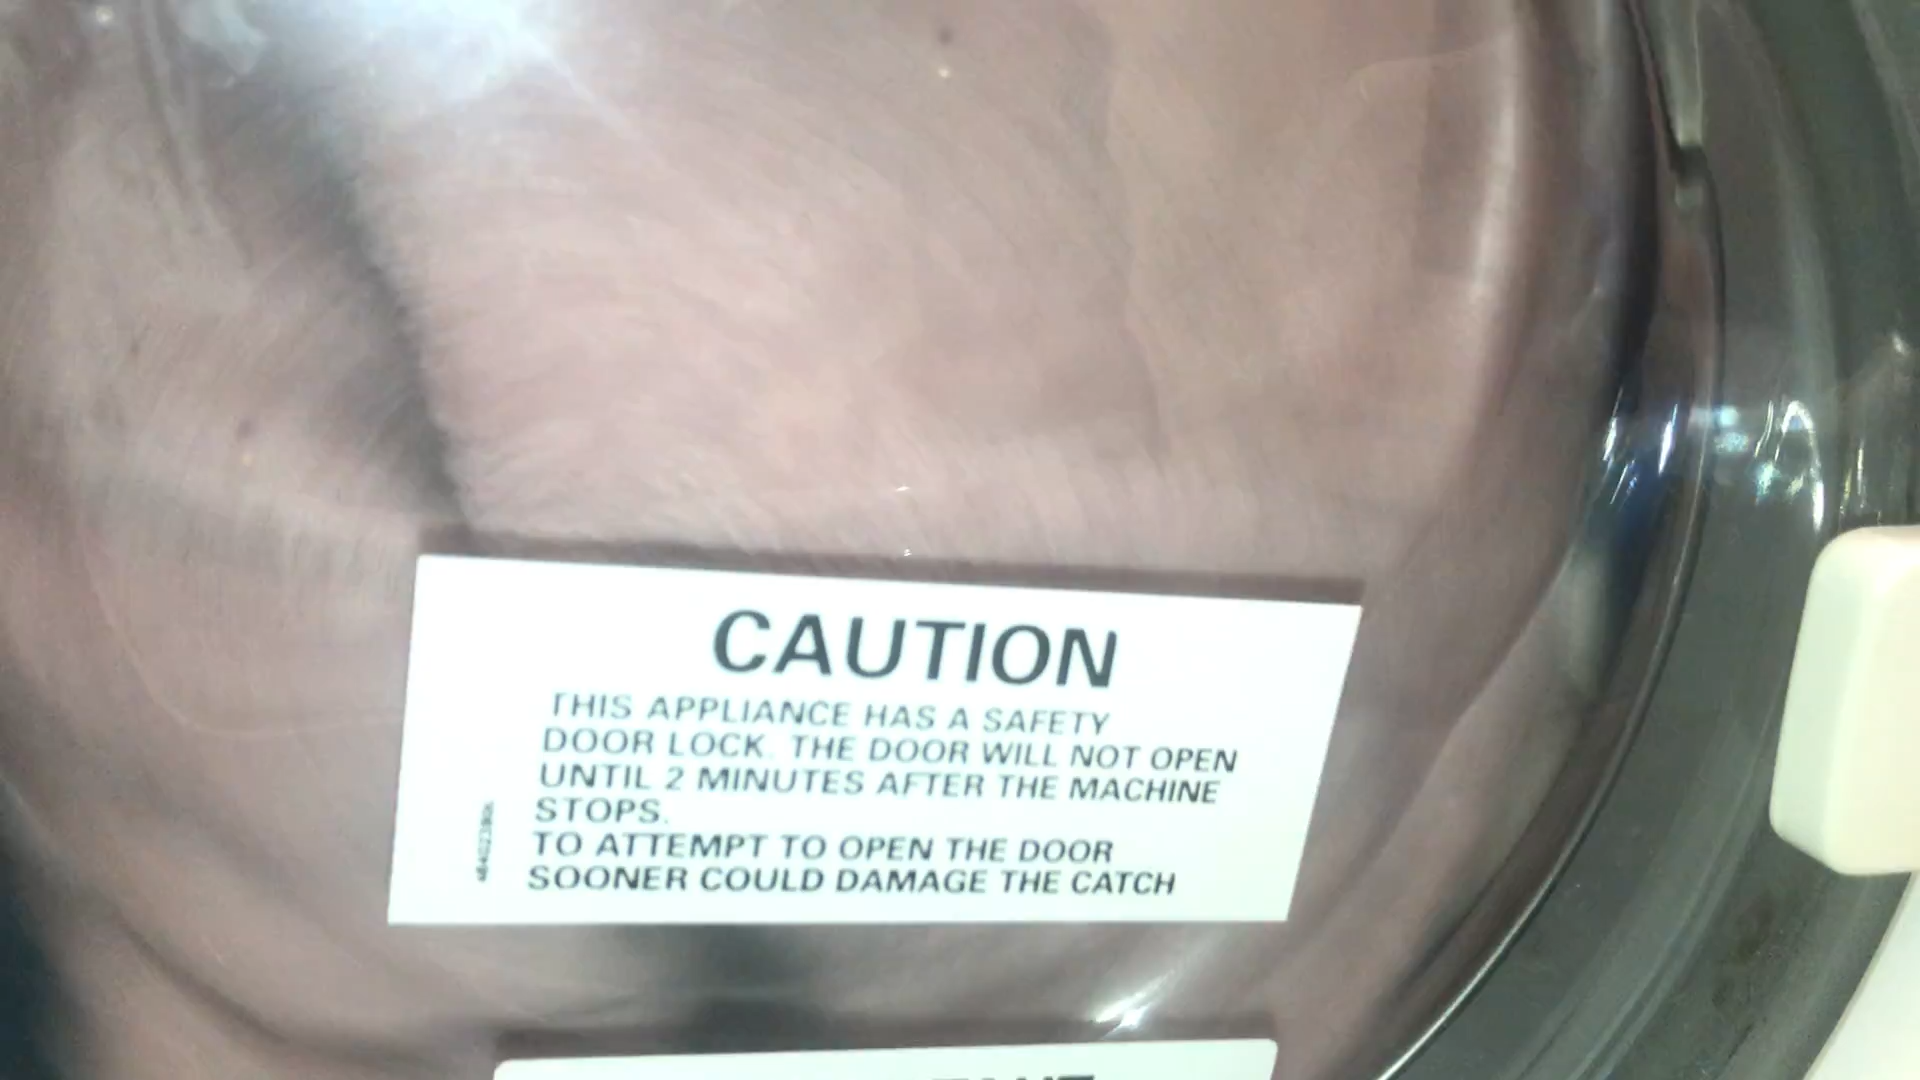 CAUTION
THIS APPLIANCE HAS A SAFETY
DOOR LOCK. THE DOOR WILL NOT OPEN
UNTIL 2 MINUTES AFTER THE MACHINE
STOPS.
TO ATTEMPT TO OPEN THE DOOR
SOONER COULD DAMAGE THE CATCH